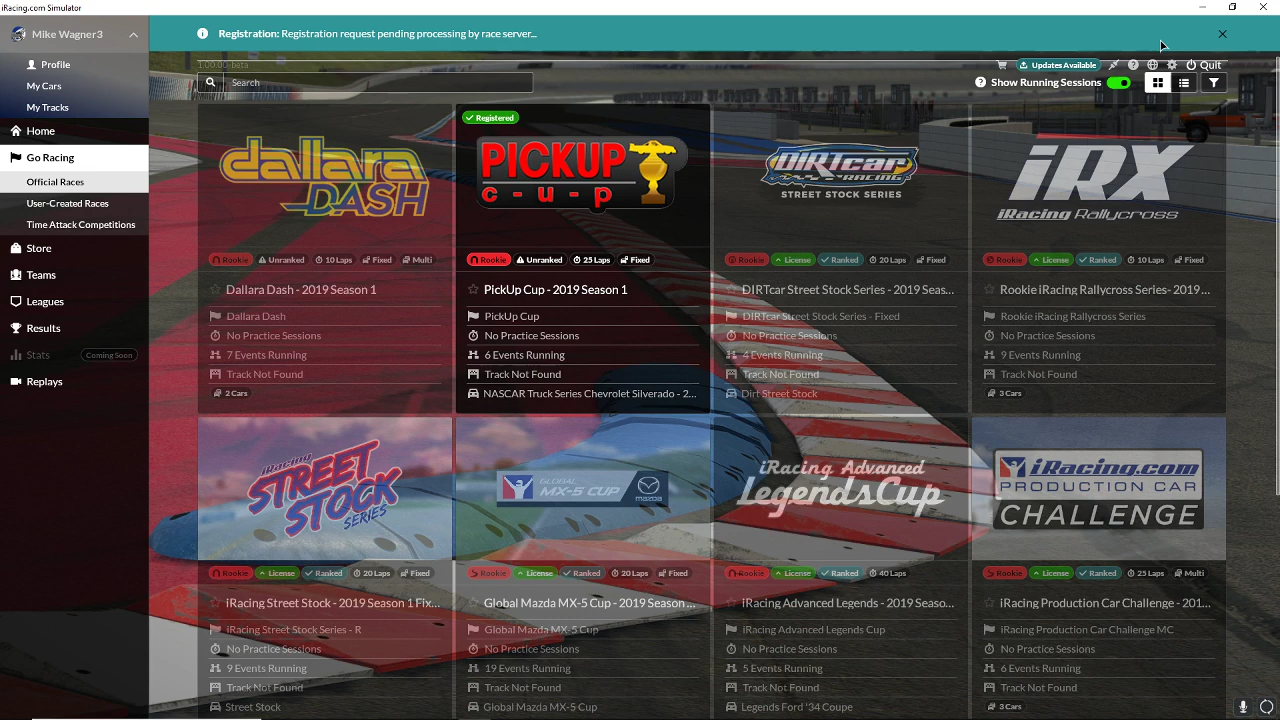 iRacing.com Simulator
Mike Wagner3
Registration: Registration request pending processing by race server...
Profile
My Cars
My Tracks
Home
Go Racing
Official Races
User-Created Races
Time Attack Competitions
Store
Teams
Leagues
Results
Stats Coming Soon
Replays
1.00.00-beta
Updates Available
Quit
Search
Show Running Sessions
dallara DASH
Rookie Unranked 10 Laps Fixed Multi
Dallara Dash - 2019 Season 1
Dallara Dash
No Practice Sessions
7 Events Running
Track Not Found
2 Cars
Registered
PICKUP c-u-p
Rookie Unranked 25 Laps Fixed
PickUp Cup - 2019 Season 1
PickUp Cup
No Practice Sessions
6 Events Running
Track Not Found
NASCAR Truck Series Chevrolet Silverado - 2...
DIRTcar RACING
STREET STOCK SERIES
Rookie License Ranked 20 Laps Fixed
DIRTcar Street Stock Series - 2019 Seas...
DIRTcar Street Stock Series - Fixed
No Practice Sessions
4 Events Running
Track Not Found
Dirt Street Stock
iRX
iRacing Rallycross
Rookie License Ranked 10 Laps Fixed
Rookie iRacing Rallycross Series- 2019 ...
Rookie iRacing Rallycross Series
No Practice Sessions
9 Events Running
Track Not Found
3 Cars
iRacing
STREET STOCK
SERIES
Rookie License Ranked 20 Laps Fixed
iRacing Street Stock - 2019 Season 1 Fix...
iRacing Street Stock Series - R
No Practice Sessions
9 Events Running
Track Not Found
Street Stock
GLOBAL
MX-5 CUP
mazda
Rookie License Ranked 20 Laps Fixed
Global Mazda MX-5 Cup - 2019 Season ...
Global Mazda MX-5 Cup
No Practice Sessions
19 Events Running
Track Not Found
Global Mazda MX-5 Cup
iRacing Advanced
LegendsCup
Rookie License Ranked 40 Laps
iRacing Advanced Legends - 2019 Seaso...
iRacing Advanced Legends Cup
No Practice Sessions
5 Events Running
Track Not Found
Legends Ford '34 Coupe
iRacing.com
PRODUCTION CAR
CHALLENGE
Rookie License Ranked 25 Laps Multi
iRacing Production Car Challenge - 201...
iRacing Production Car Challenge MC
No Practice Sessions
6 Events Running
Track Not Found
3 Cars